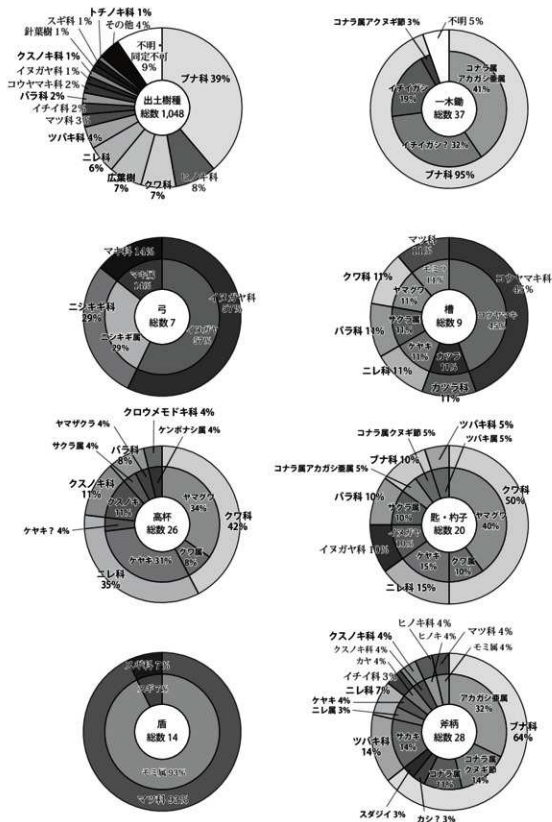 トチノキ科 1%
スギ科 1%
その他 4%
針葉樹 1%
不明・
同定不可
9%
クスノキ科 1%
イヌガヤ科 1%
コウヤマキ科 2%
バラ科 2%
イチイ科 2%
マツ科 3%
ツバキ科 4%
ニレ科
6%
広葉樹
7%
クワ科
7%
ヒノキ科
8%
ブナ科 39%
出土樹種
総数 1,048
コナラ属アクヌギ節 3%
不明 5%
コナラ属
アカガシ亜属
41%
イチイガシ
19%
イチイガシ? 32%
ブナ科 95%
一木鋤
総数 37
マキ科 14%
マキ属
14%
ニシキギ科
29%
ニシキギ属
29%
イヌガヤ科
57%
イヌガヤ
57%
弓
総数 7
マツ科
11%
モミ属
11%
クワ科 11%
ヤマグワ
11%
バラ科 11%
サクラ属
11%
ニレ科 11%
ケヤキ
11%
カツラ
11%
カツラ科
11%
コウヤマキ科
45%
コウヤマキ
45%
槽
総数 9
クロウメモドキ科 4%
ケンポナシ属 4%
ヤマザクラ 4%
バラ科
8%
サクラ属 4%
クスノキ科
11%
クスノキ
11%
ケヤキ? 4%
ケヤキ 31%
ニレ科
35%
ヤマグワ
34%
クワ属
8%
クワ科
42%
高杯
総数 26
ツバキ科 5%
ツバキ属 5%
コナラ属クヌギ節 5%
ブナ科 10%
コナラ属アカガシ亜属 5%
バラ科 10%
サクラ属
10%
イヌガヤ科 10%
イヌガヤ
10%
ケヤキ
15%
ニレ科 15%
クワ属
10%
ヤマグワ
40%
クワ科
50%
匙・杓子
総数 20
スギ科 7%
スギ 7%
モミ属 93%
マツ科 93%
盾
総数 14
ヒノキ科 4%
ヒノキ 4%
マツ科 4%
モミ属 4%
クスノキ科 4%
クスノキ科 4%
カヤ 4%
イチイ科 3%
ニレ科 7%
ケヤキ 4%
ニレ属 3%
ツバキ科
14%
サカキ
14%
スダジイ 3%
カシ? 3%
コナラ属
11%
コナラ属
クヌギ節
14%
アカガシ亜属
32%
ブナ科
64%
斧柄
総数 28